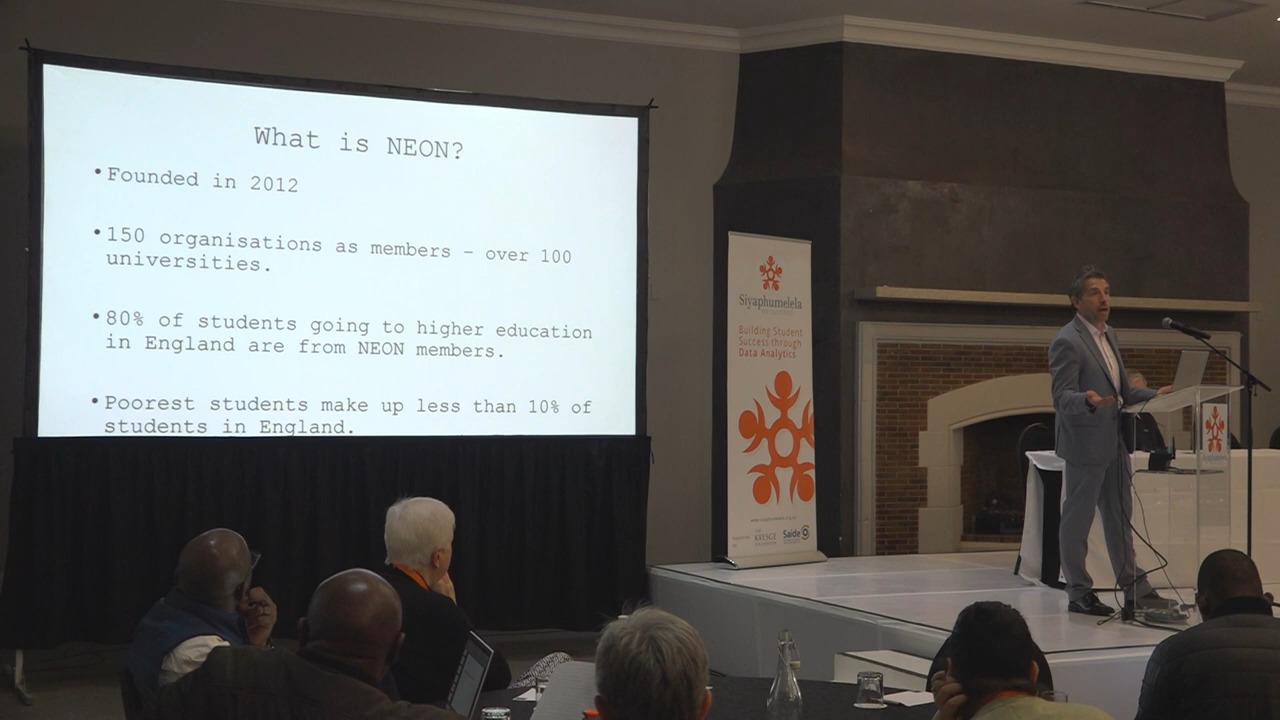 What is NEON?
•Founded in 2012
•150 organisations as members – over 100
universities.
•80% of students going to higher education
in England are from NEON members.
•Poorest students make up less than 10% of
students in England.
Siyaphumelela
Building Student
Success through
Data Analytics
KRESGE
Saide